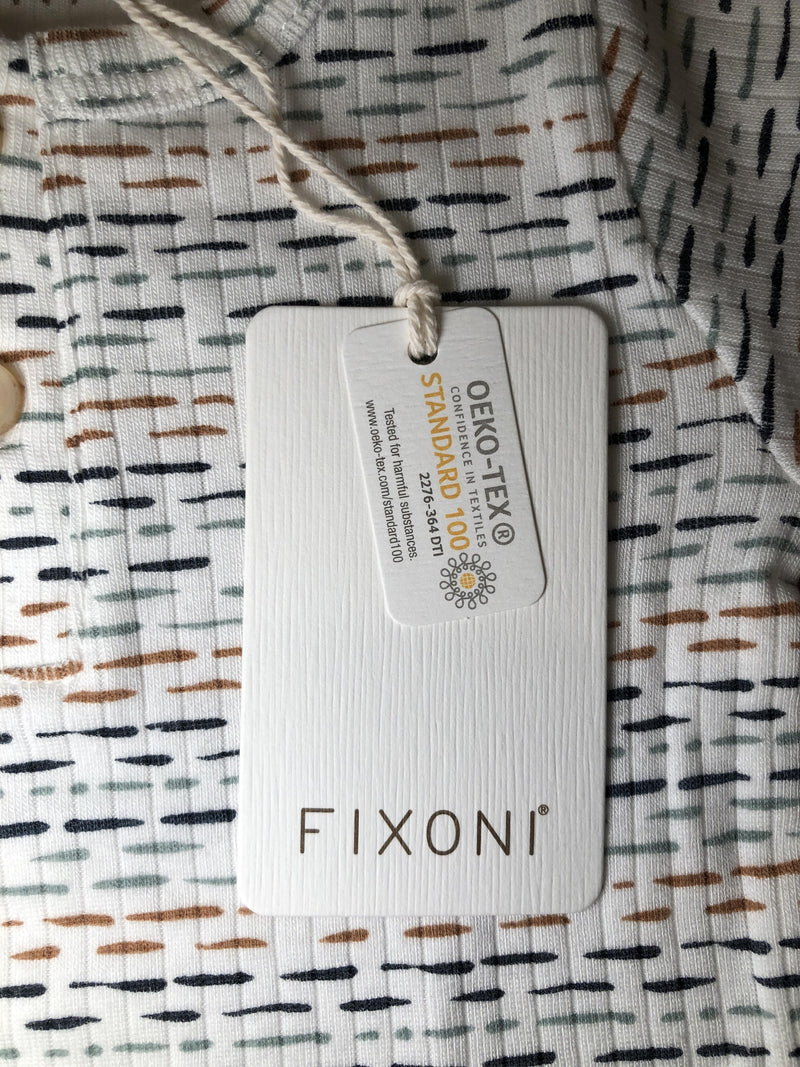 OEKO-TEX®
CONFIDENCE IN TEXTILES
STANDARD 100
2276-364 DTI
Tested for harmful substances.
www.oeko-tex.com/standard100
FIXONI®